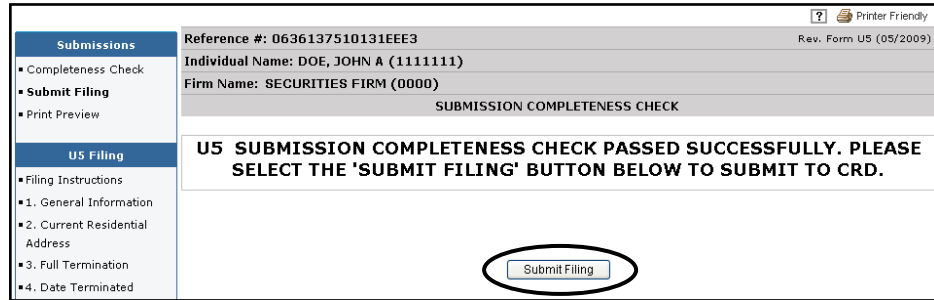 ? Printer Friendly
Submissions
Completeness Check
Submit Filing
Print Preview
U5 Filing
Filing Instructions
1. General Information
2. Current Residential
Address
3. Full Termination
4. Date Terminated
Reference #: 0636137510131EEE3
Rev. Form U5 (05/2009)
Individual Name: DOE, JOHN A (1111111)
Firm Name: SECURITIES FIRM (0000)
SUBMISSION COMPLETENESS CHECK
U5 SUBMISSION COMPLETENESS CHECK PASSED SUCCESSFULLY. PLEASE
SELECT THE 'SUBMIT FILING' BUTTON BELOW TO SUBMIT TO CRD.
Submit Filing